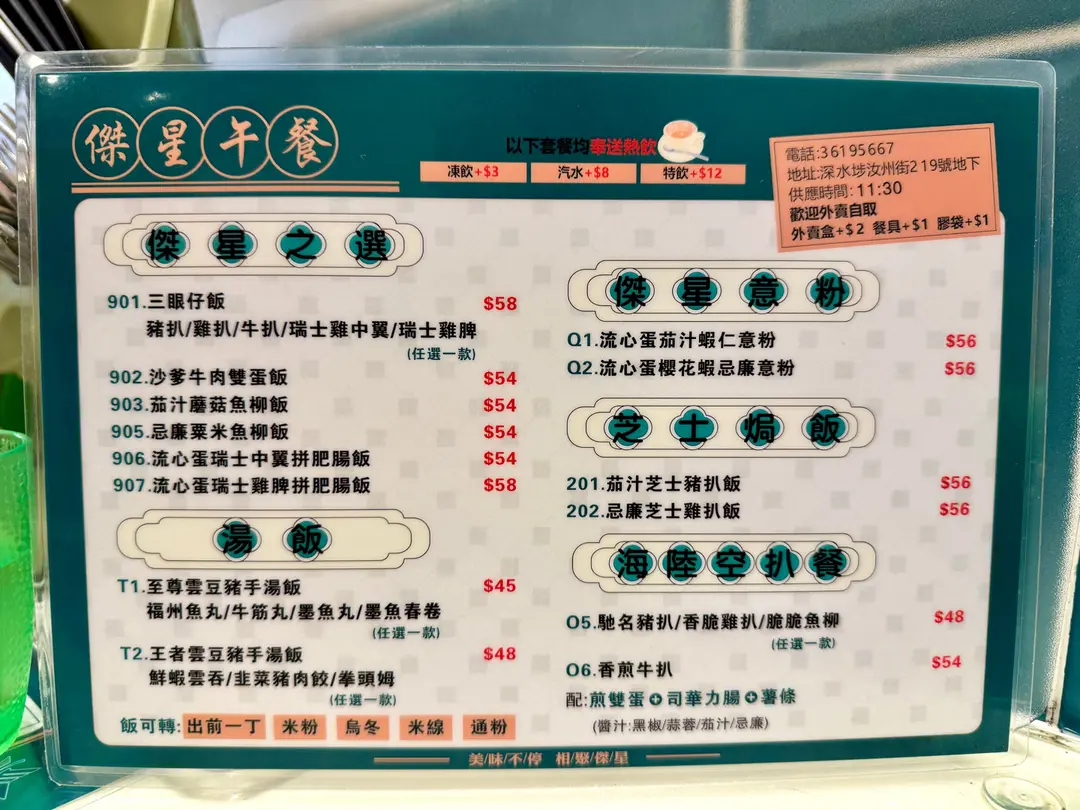 傑星午餐
以下套餐均奉送熱飲
凍飲+$3 汽水+$8 特飲+$12
電話:36195667
地址:深水埗汝州街219號地下
供應時間:11:30
歡迎外賣自取
外賣盒+$2 餐具+$1 膠袋+$1
傑星之選
901.三眼仔飯 $58
豬扒/雞扒/牛扒/瑞士雞中翼/瑞士雞脾
(任選一款)
902.沙爹牛肉雙蛋飯 $54
903.茄汁蘑菇魚柳飯 $54
905.忌廉粟米魚柳飯 $54
906.流心蛋瑞士中翼拼肥腸飯 $54
907.流心蛋瑞士雞脾拼肥腸飯 $58
湯飯
T1.至尊雲豆豬手湯飯 $45
福州魚丸/牛筋丸/墨魚丸/墨魚春卷
(任選一款)
T2.王者雲豆豬手湯飯 $48
鮮蝦雲吞/韭菜豬肉餃/拳頭姆
(任選一款)
飯可轉:出前一丁 米粉 烏冬 米線 通粉
傑星意粉
Q1.流心蛋茄汁蝦仁意粉 $56
Q2.流心蛋櫻花蝦忌廉意粉 $56
芝士焗飯
201.茄汁芝士豬扒飯 $56
202.忌廉芝士雞扒飯 $56
海陸空扒餐
O5.馳名豬扒/香脆雞扒/脆脆魚柳 $48
(任選一款)
O6.香煎牛扒 $54
配:煎雙蛋+司華力腸+薯條
(醬汁:黑椒/蒜蓉/茄汁/忌廉)
美/味/不/停 相/聚/傑/星